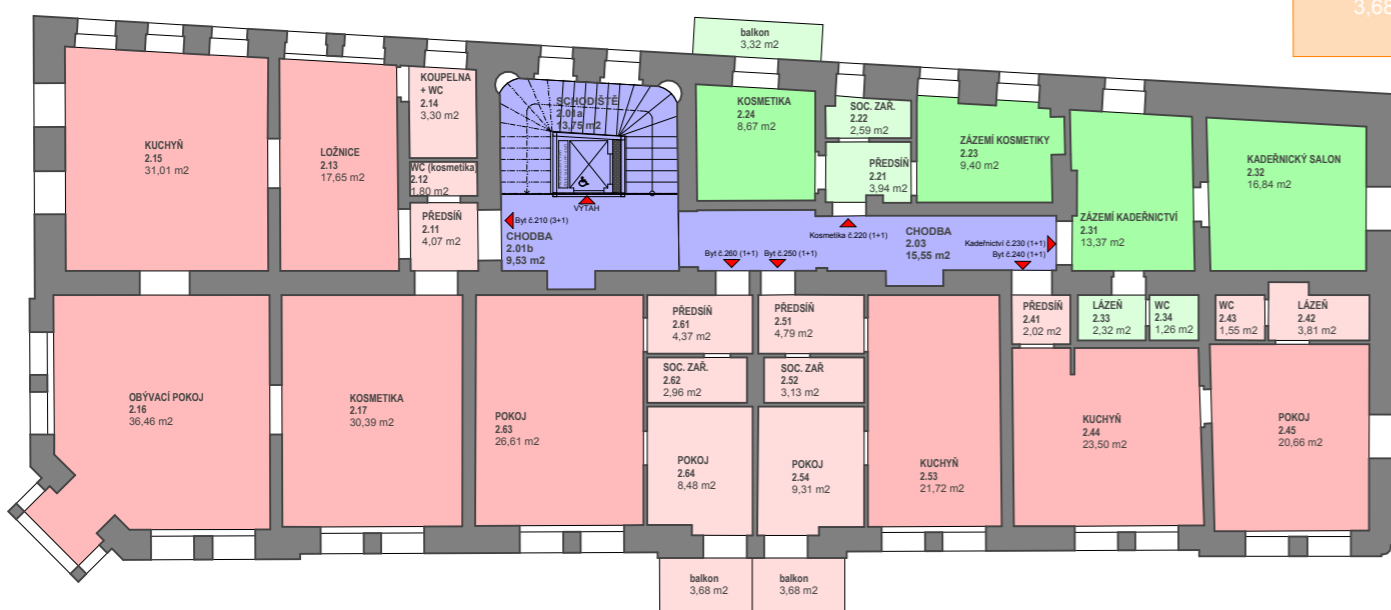 3,68
balkon
3,32 m2
KUCHYŇ
2.15
31,01 m2
LOŽNICE
2.13
17,65 m2
KOUPELNA
+ WC
2.14
3,30 m2
WC (kosmetika)
2.12
1,80 m2
PŘEDSÍŇ
2.11
4,07 m2
SCHODIŠTĚ
2.01a
13,75 m2
VÝTAH
Byt č.210 (3+1)
CHODBA
2.01b
9,53 m2
KOSMETIKA
2.24
8,67 m2
SOC. ZAŘ.
2.22
2,59 m2
PŘEDSÍŇ
2.21
3,94 m2
ZÁZEMÍ KOSMETIKY
2.23
9,40 m2
ZÁZEMÍ KADEŘNICTVÍ
2.31
13,37 m2
KADEŘNICKÝ SALON
2.32
16,84 m2
Kosmetika č.220 (1+1)
CHODBA
2.03
15,55 m2
Kadeřnictví č.230 (1+1)
Byt č.240 (1+1)
Byt č.260 (1+1)
Byt č.250 (1+1)
OBÝVACÍ POKOJ
2.16
36,46 m2
KOSMETIKA
2.17
30,39 m2
POKOJ
2.63
26,61 m2
PŘEDSÍŇ
2.61
4,37 m2
SOC. ZAŘ.
2.62
2,96 m2
POKOJ
2.64
8,48 m2
PŘEDSÍŇ
2.51
4,79 m2
SOC. ZAŘ
2.52
3,13 m2
POKOJ
2.54
9,31 m2
KUCHYŇ
2.53
21,72 m2
PŘEDSÍŇ
2.41
2,02 m2
LÁZEŇ
2.33
2,32 m2
WC
2.34
1,26 m2
WC
2.43
1,55 m2
LÁZEŇ
2.42
3,81 m2
KUCHYŇ
2.44
23,50 m2
POKOJ
2.45
20,66 m2
balkon
3,68 m2
balkon
3,68 m2